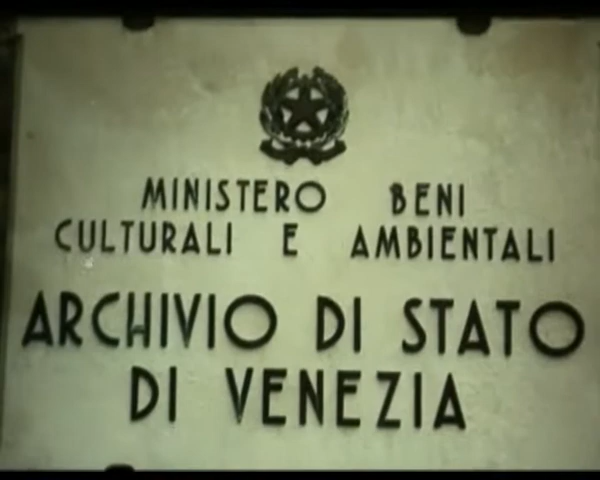 MINISTERO BENI
CULTURALI E AMBIENTALI
ARCHIVIO DI STATO
DI VENEZIA